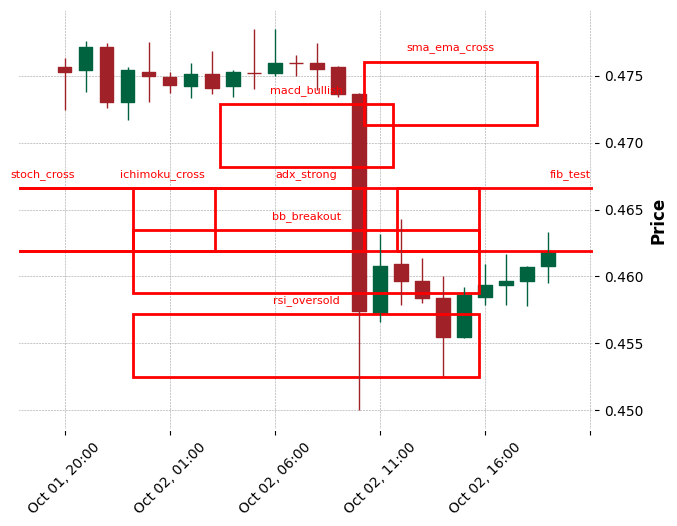 sma_ema_cross
0.475
macd_bullish
0.470
stoch_cross
ichimoku_cross
adx_strong
fib_test
0.465
bb_breakout
Price
0.460
rsi_oversold
0.455
0.450
Oct 01, 20:00
Oct 02, 01:00
Oct 02, 06:00
Oct 02, 11:00
Oct 02, 16:00